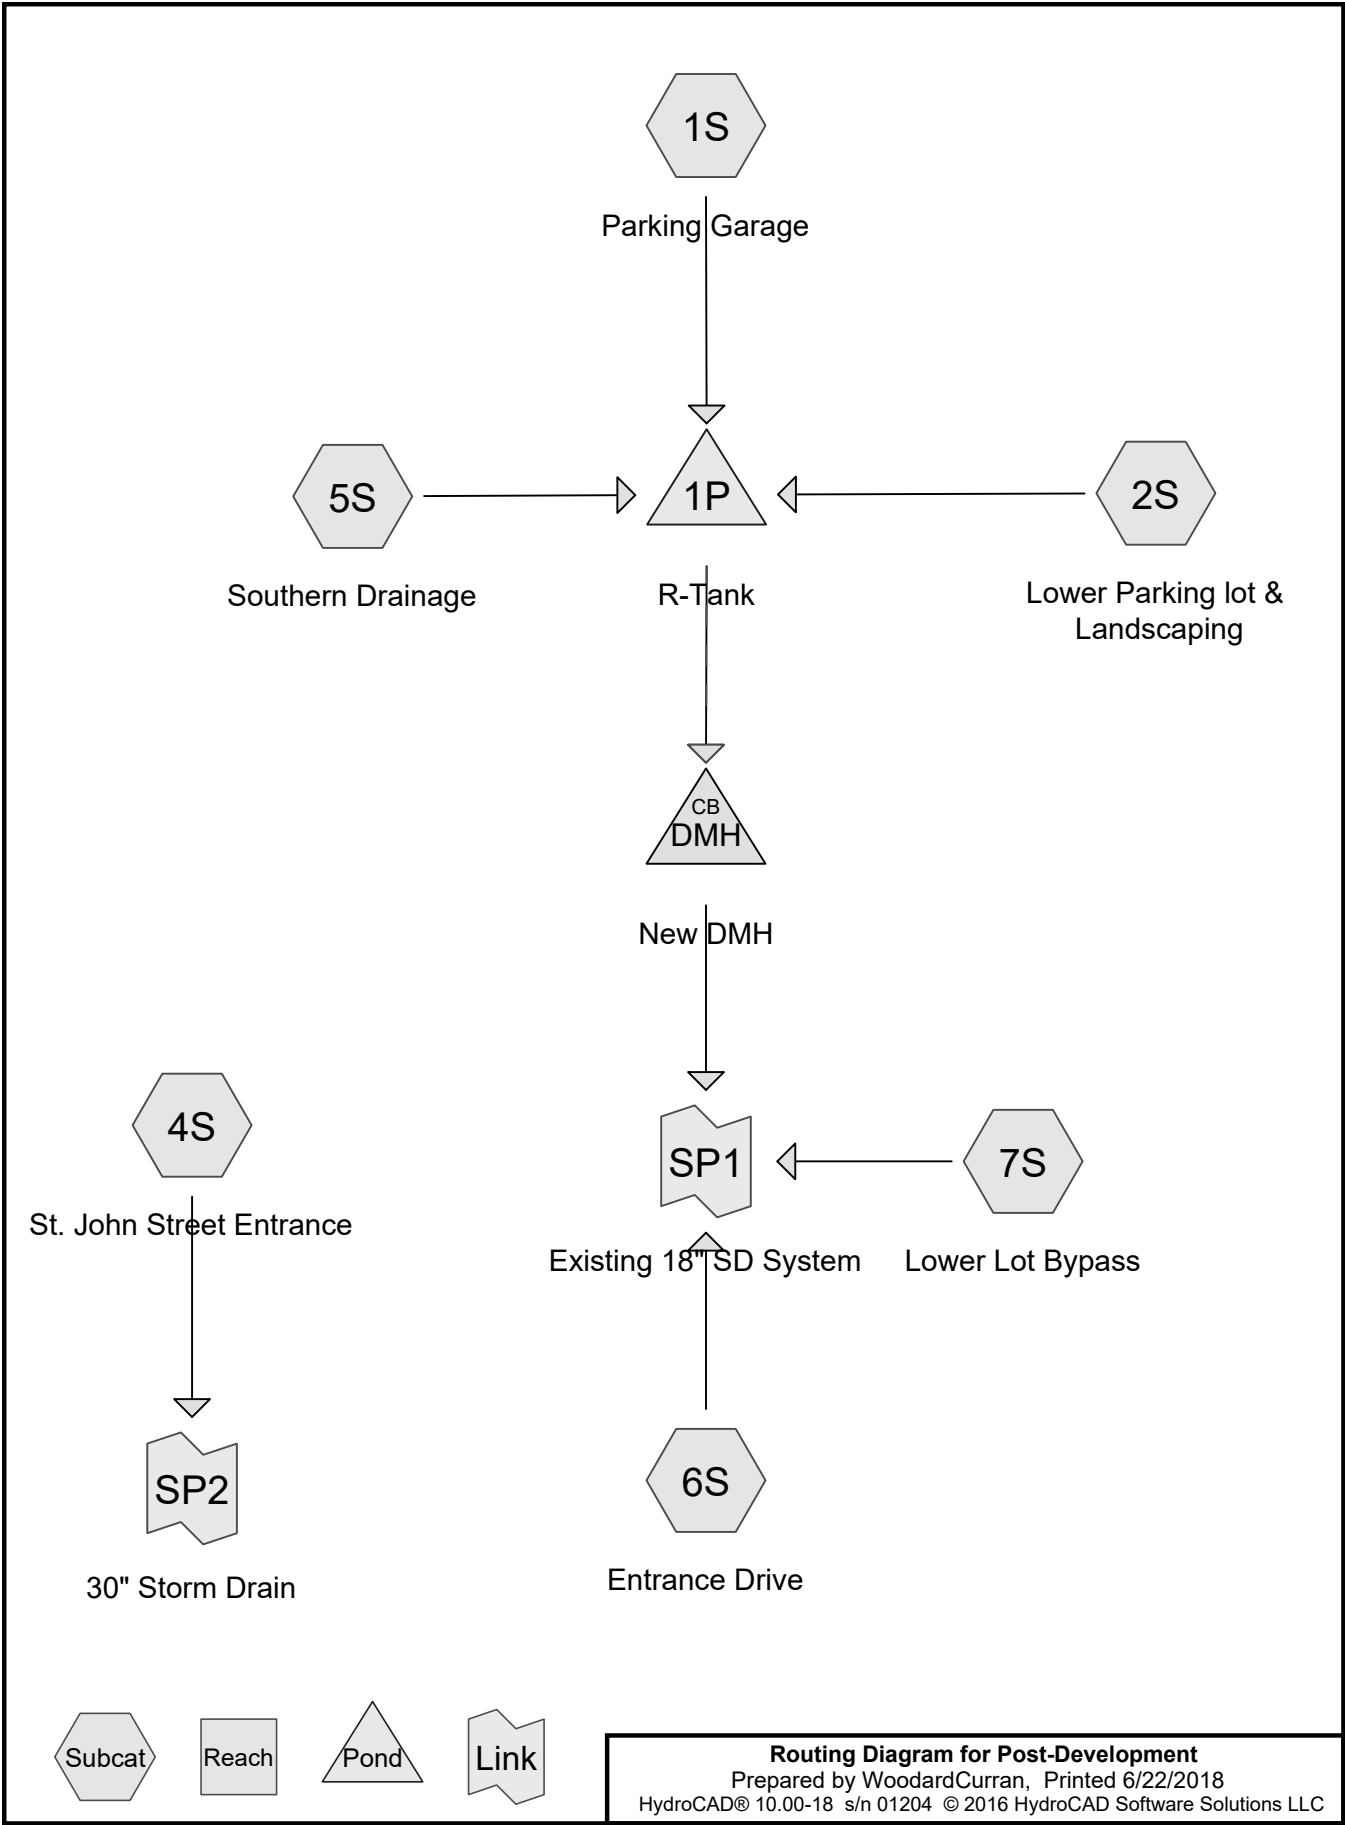 1S
Parking Garage
5S
1P
2S
Southern Drainage
R-Tank
Lower Parking lot &
Landscaping
CB
DMH
New DMH
4S
SP1
7S
St. John Street Entrance
Existing 18" SD System
Lower Lot Bypass
SP2
6S
30" Storm Drain
Entrance Drive
Subcat
Reach
Pond
Link
Routing Diagram for Post-Development
Prepared by WoodardCurran,  Printed 6/22/2018
HydroCAD® 10.00-18  s/n 01204  © 2016 HydroCAD Software Solutions LLC